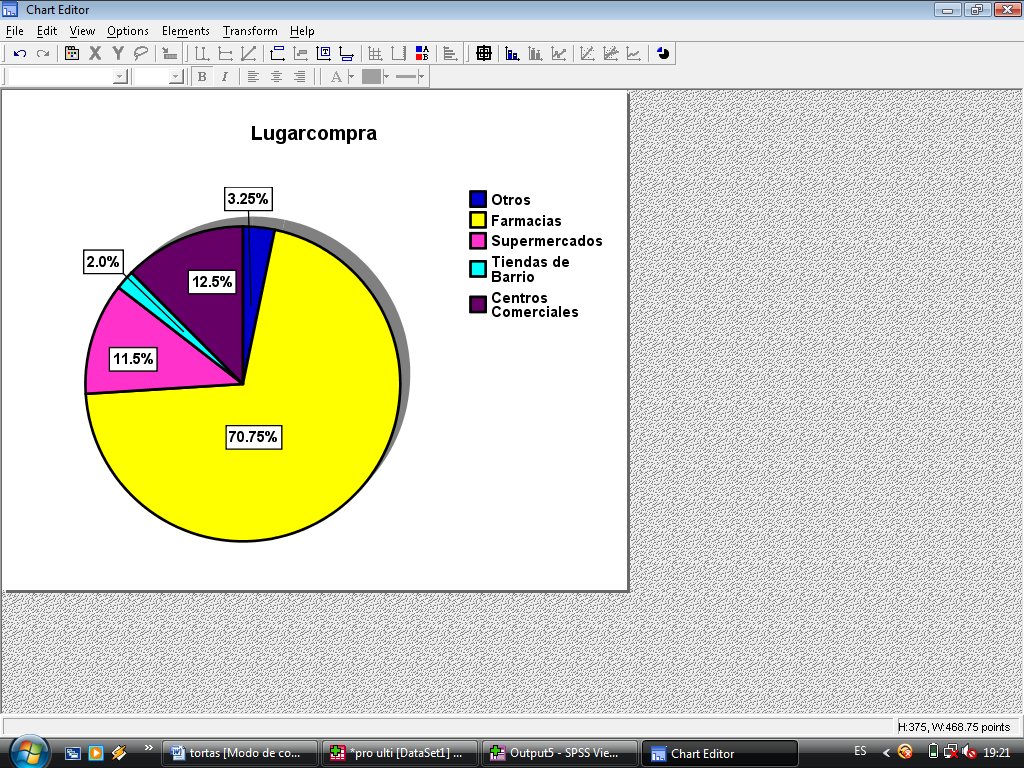 Chart Editor
File Edit View Options Elements Transform Help
X Y
B I A
Lugarcompra
3.25%
2.0%
12.5%
11.5%
70.75%
Otros
Farmacias
Supermercados
Tiendas de
Barrio
Centros
Comerciales
H:375, W:468.75 points
tortas [Modo de co...
*pro ulti [DataSet1] ...
Output5 - SPSS Vie...
Chart Editor
ES
19:21